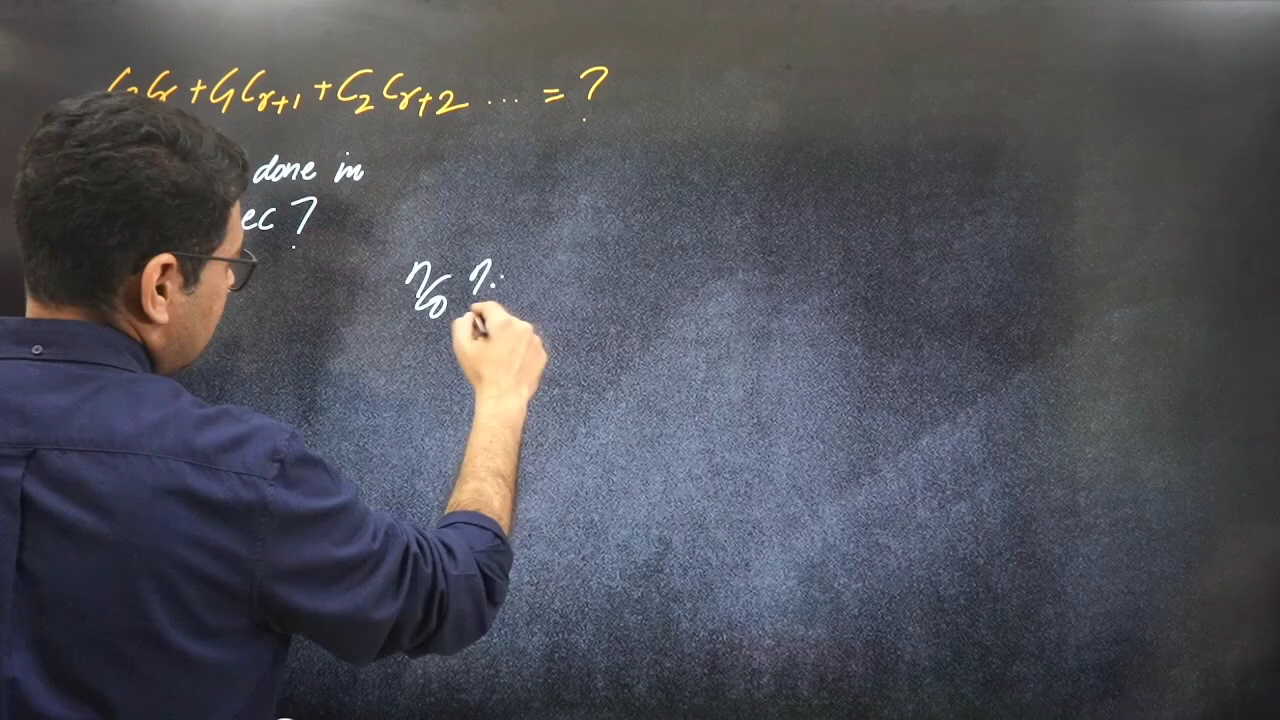 C₀Cᵣ + C₁Cᵣ₊₁ + C₂Cᵣ₊₂ ... = ?
done in
ec ?
ⁿC₀ ⁿ